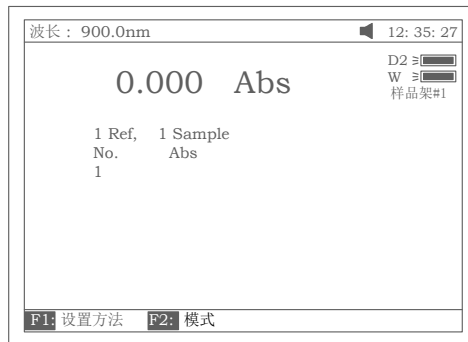 波长： 900.0nm 12: 35: 27
D2
W
样品架#1
0.000 Abs
1 Ref, 1 Sample
No. Abs
1
F1: 设置方法 F2: 模式